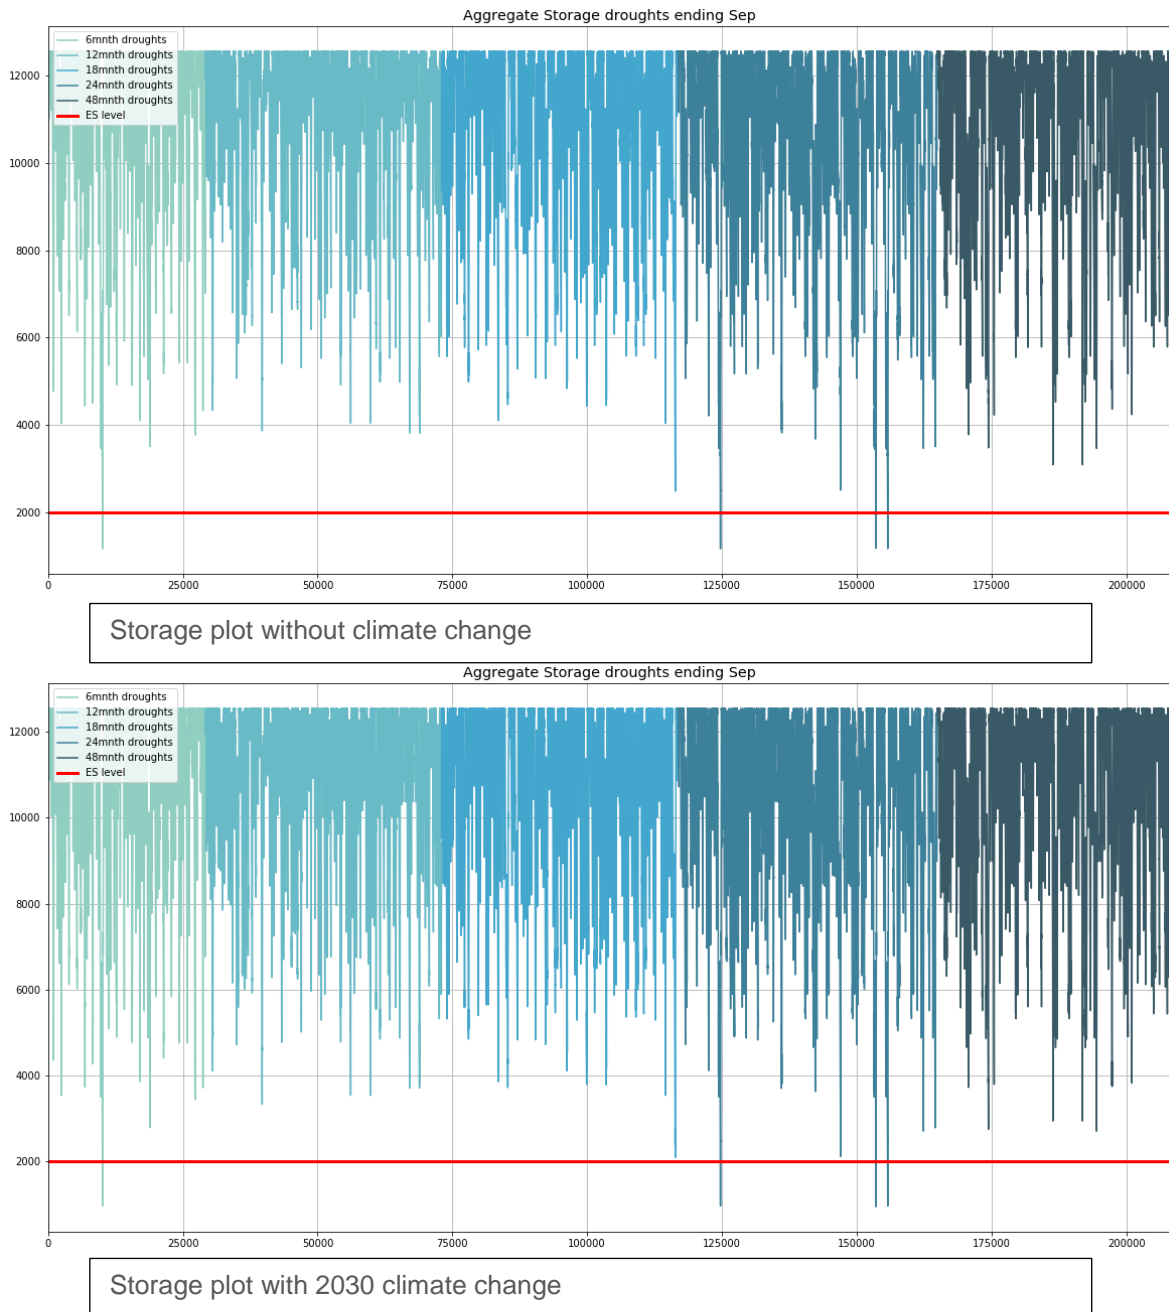 Aggregate Storage droughts ending Sep
6mnth droughts
12mnth droughts
18mnth droughts
24mnth droughts
48mnth droughts
ES level
12000
10000
8000
6000
4000
2000
0 25000 50000 75000 100000 125000 150000 175000 200000
Storage plot without climate change
Aggregate Storage droughts ending Sep
6mnth droughts
12mnth droughts
18mnth droughts
24mnth droughts
48mnth droughts
ES level
12000
10000
8000
6000
4000
2000
0 25000 50000 75000 100000 125000 150000 175000 200000
Storage plot with 2030 climate change